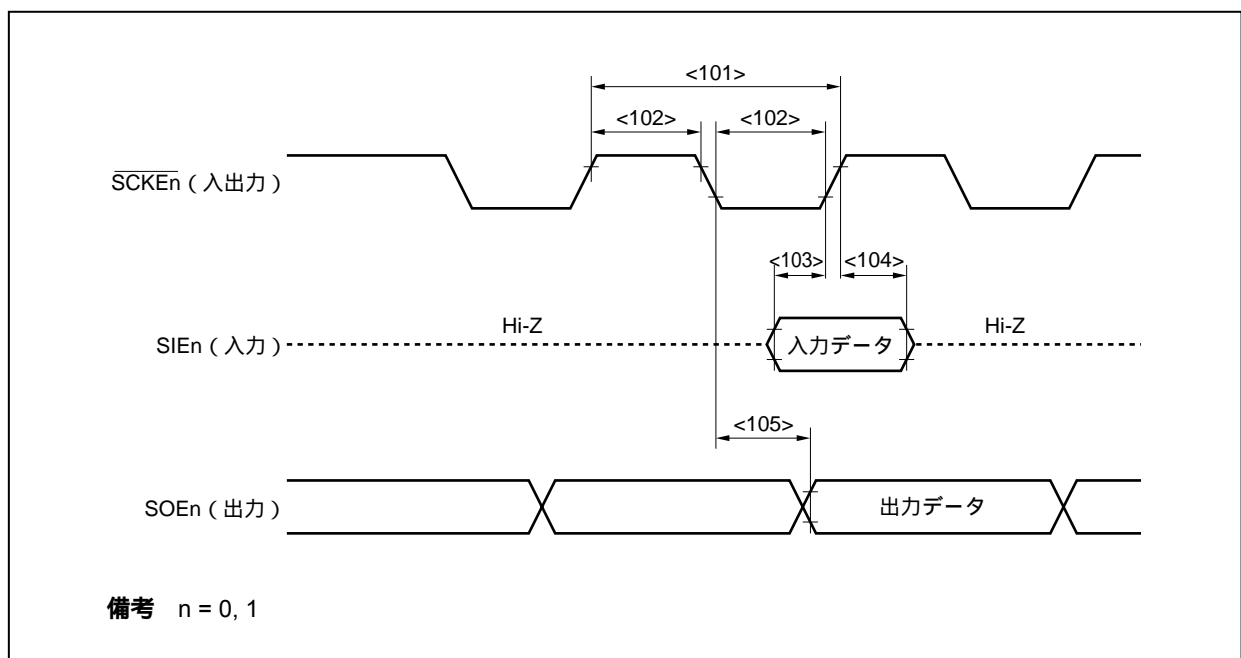 <101>
<102> <102>
S̅C̅K̅E̅n̅（入出力）
<103> <104>
Hi-Z Hi-Z
SIEn（入力） 入力データ
<105>
SOEn（出力） 出力データ
備考 n = 0, 1